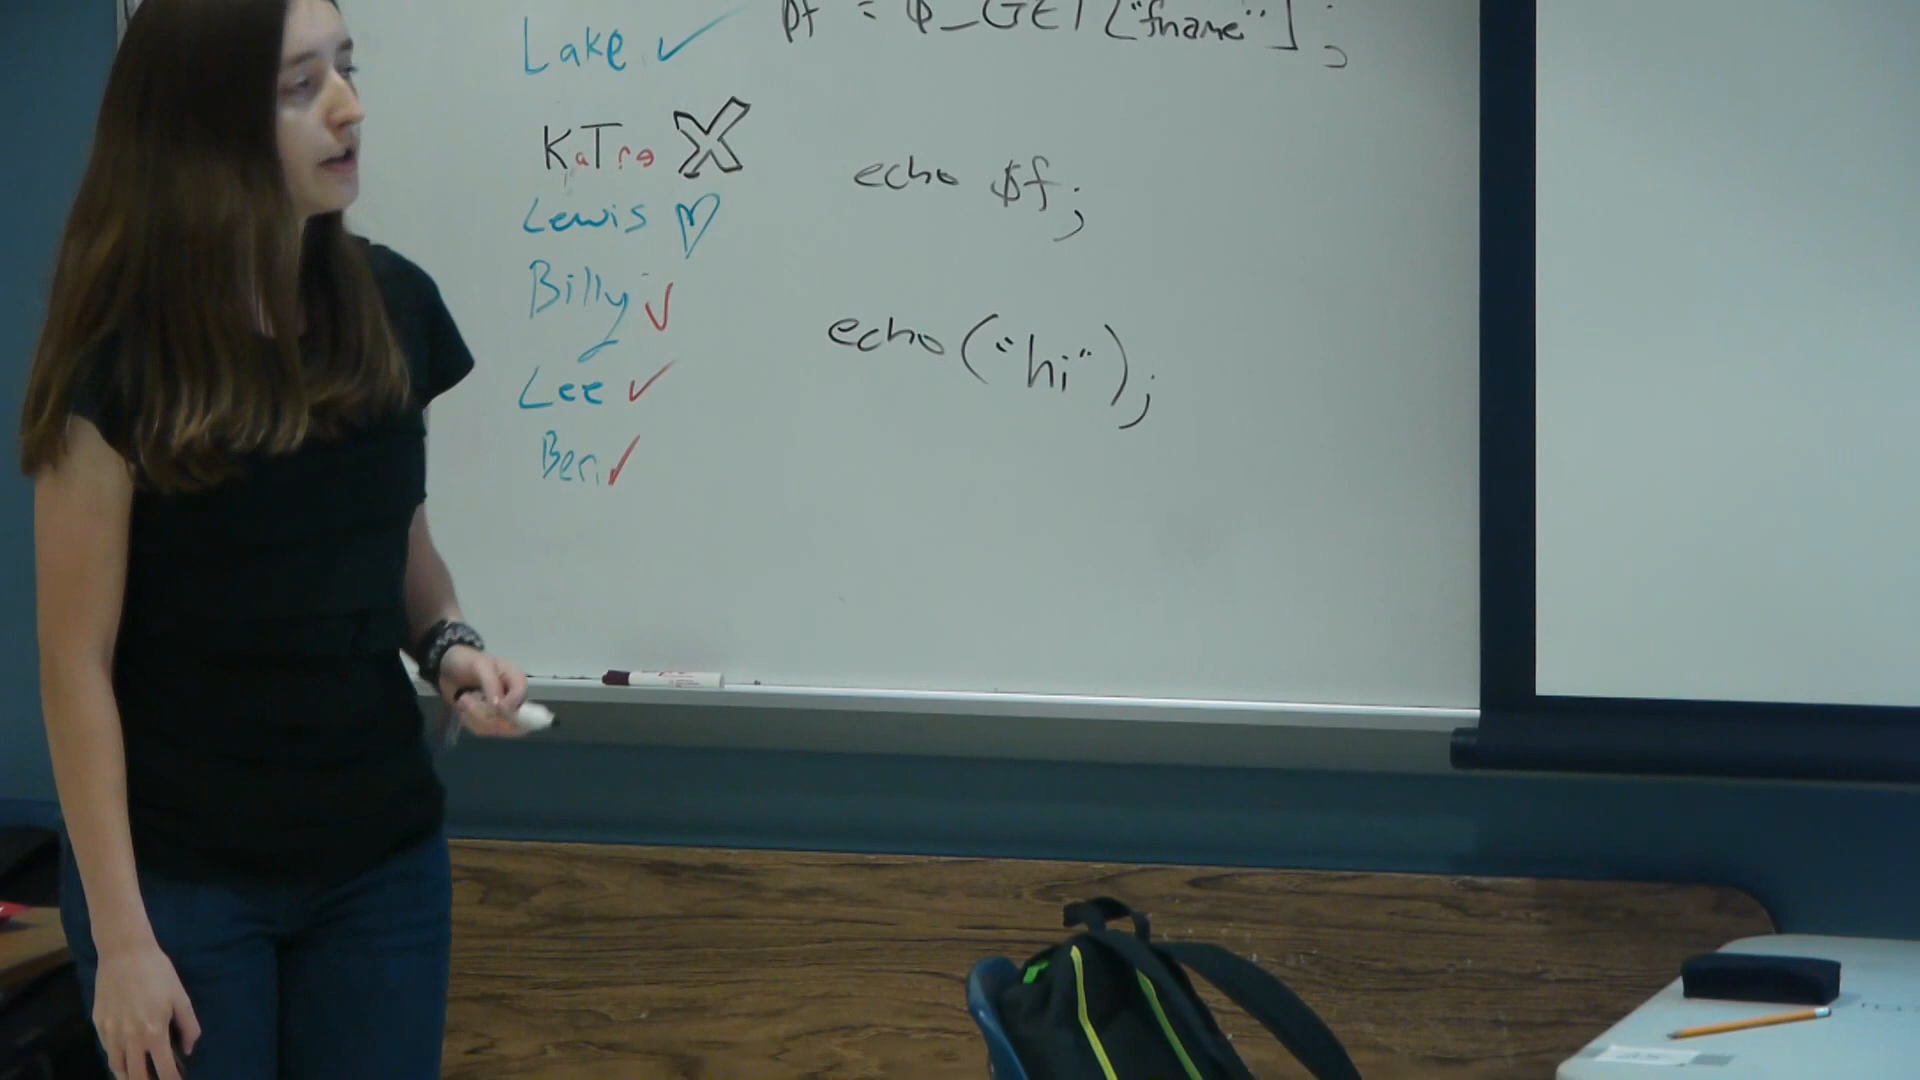 Lake ✓
$f = $_GET["fname"];
KaTre X
echo $f;
Lewis ♡
Billy ✓
echo("hi");
Lee ✓
Ben ✓